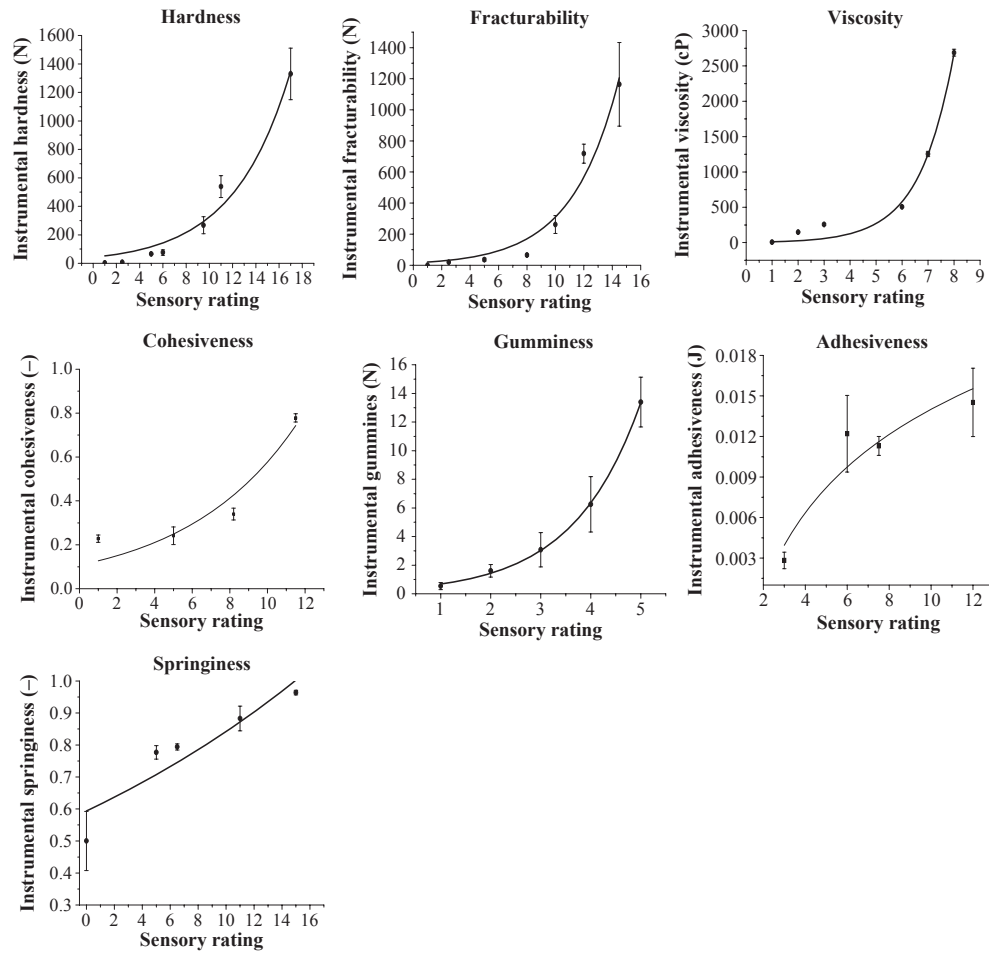 Hardness
Instrumental hardness (N)
1600
1400
1200
1000
800
600
400
200
0
0 2 4 6 8 10 12 14 16 18
Sensory rating
Fracturability
Instrumental fracturability (N)
1400
1200
1000
800
600
400
200
0
0 2 4 6 8 10 12 14 16
Sensory rating
Viscosity
Instrumental viscosity (cP)
3000
2500
2000
1500
1000
500
0
0 1 2 3 4 5 6 7 8 9
Sensory rating
Cohesiveness
Instrumental cohesiveness (–)
1.0
0.8
0.6
0.4
0.2
0.0
0 2 4 6 8 10 12
Sensory rating
Gumminess
Instrumental gummines (N)
16
14
12
10
8
6
4
2
0
1 2 3 4 5
Sensory rating
Adhesiveness
Instrumental adhesiveness (J)
0.018
0.015
0.012
0.009
0.006
0.003
2 4 6 8 10 12
Sensory rating
Springiness
Instrumental springiness (–)
1.0
0.9
0.8
0.7
0.6
0.5
0.4
0.3
0 2 4 6 8 10 12 14 16
Sensory rating